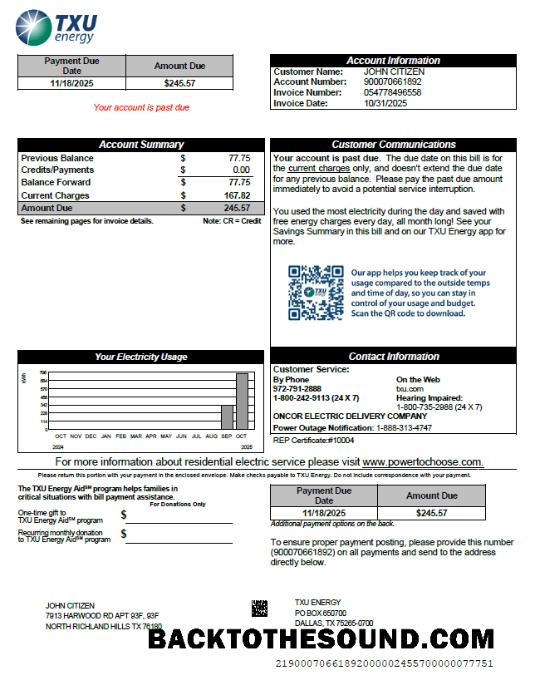 TXU
energy
Payment Due
Date
Amount Due
11/18/2025
$245.57
Your account is past due
Account Information
Customer Name: JOHN CITIZEN
Account Number: 900070661892
Invoice Number: 054778496558
Invoice Date: 10/31/2025
Account Summary
Previous Balance $ 77.75
Credits/Payments $ 0.00
Balance Forward $ 77.75
Current Charges $ 167.82
Amount Due $ 245.57
See remaining pages for invoice details. Note: CR = Credit
Customer Communications
Your account is past due. The due date on this bill is for
the current charges only, and doesn't extend the due date
for any previous balance. Please pay the past due amount
immediately to avoid a potential service interruption.
You used the most electricity during the day and saved with
free energy charges every day, all month long! See your
Savings Summary in this bill and on our TXU Energy app for
more.
Our app helps you keep track of your
usage compared to the outside temps
and time of day, so you can stay in
control of your usage and budget.
Scan the QR code to download.
Your Electricity Usage
kWh
OCT NOV DEC JAN FEB MAR APR MAY JUN JUL AUG SEP OCT
2024 2025
Contact Information
Customer Service:
By Phone
972-791-2888
1-800-242-9113 (24 X 7)
On the Web
txu.com
Hearing Impaired:
1-800-735-2988 (24 X 7)
ONCOR ELECTRIC DELIVERY COMPANY
Power Outage Notification: 1-888-313-4747
REP Certificate#10004
For more information about residential electric service please visit www.powertochoose.com.
Please return this portion with your payment in the enclosed envelope. Make checks payable to TXU Energy. Do not include correspondence with your payment.
The TXU Energy Aid℠ program helps families in
critical situations with bill payment assistance.
For Donations Only
One-time gift to
TXU Energy Aid℠ program $
Recurring monthly donation
to TXU Energy Aid℠ program $
Payment Due
Date
Amount Due
11/18/2025
$245.57
Additional payment options on the back.
To ensure proper payment posting, please provide this number
(900070661892) on all payments and send to the address
directly below.
JOHN CITIZEN
7913 HARWOOD RD APT 93F, 93F
NORTH RICHLAND HILLS TX 76180
TXU ENERGY
PO BOX 650700
DALLAS, TX 75265-0700
BACKTOTHESOUND.COM